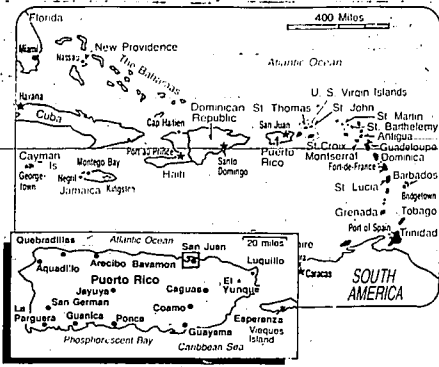 Florida
400 Miles
Miami
New Providence
Nassau
The Bahamas
Atlantic Ocean
Havana
Cuba
Cap Haitien
Dominican
Republic
U. S. Virgin Islands
St Thomas
St John
San Juan
St Martin
St. Barthelemy
Antigua
Guadeloupe
Cayman
Is
George-
town
Montego Bay
Negril
Jamaica
Kingston
Port au Prince
Haiti
Santo
Domingo
Puerto
Rico
St.Croix
Montserrat
Dominica
Fort-de-France
St Lucia
Barbados
Bridgetown
Grenada
Tobago
Port of Spain
Trinidad
Caracas
SOUTH
AMERICA
Quebradillas
Atlantic Ocean
San Juan
20 miles
Aquadillo
Arecibo
Bavamon
Luquillo
Puerto Rico
El
Yunque
Jayuya
Caguas
San German
Coamo
La
Parguera
Guanica
Ponca
Guayama
Esperenza
Vieques
Island
Phosphorescent Bay
Caribbean Sea